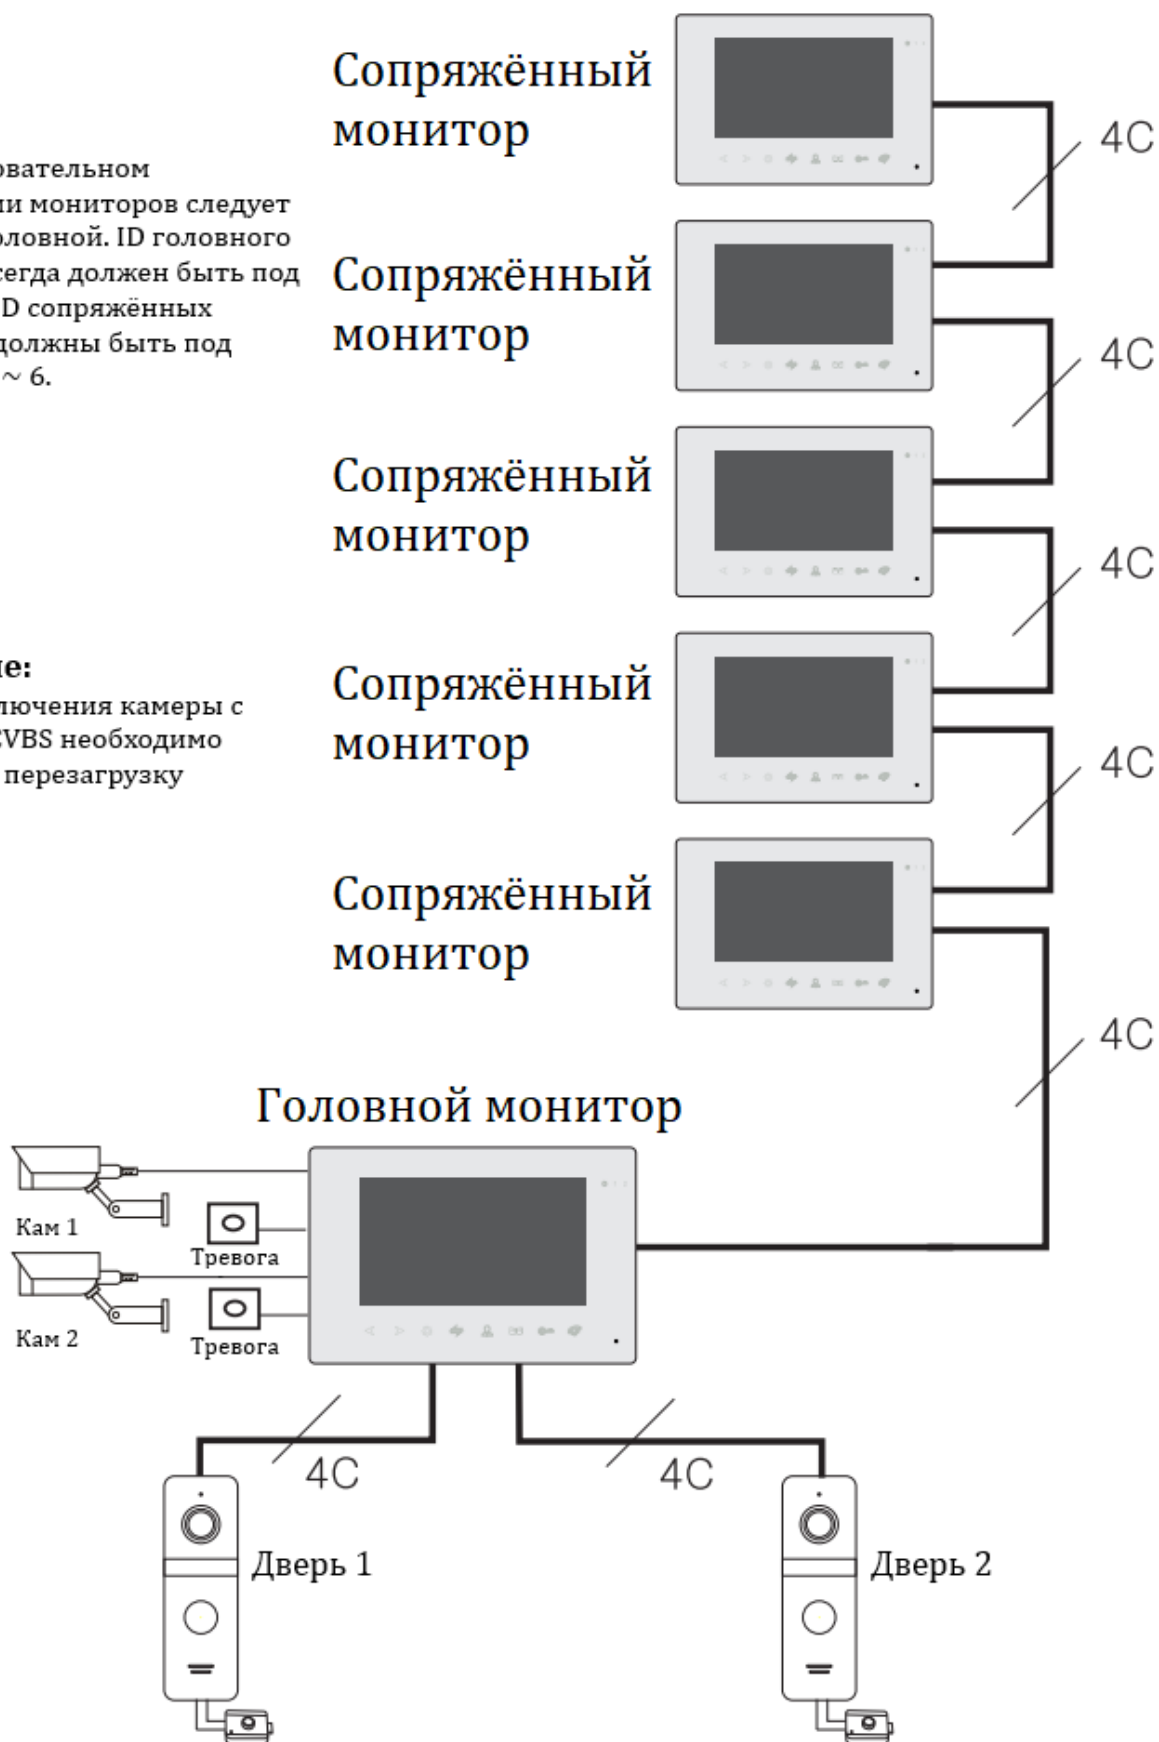 Сопряжённый
монитор
4C
овательном
ии мониторов следует
оловной. ID головного
сегда должен быть под
D сопряжённых
должны быть под
~ 6.
Сопряжённый
монитор
4C
Сопряжённый
монитор
4C
е:
лючения камеры с
CVBS необходимо
перезагрузку
Сопряжённый
монитор
4C
Сопряжённый
монитор
4C
Головной монитор
Кам 1
Тревога
Кам 2
Тревога
4C
4C
Дверь 1
Дверь 2